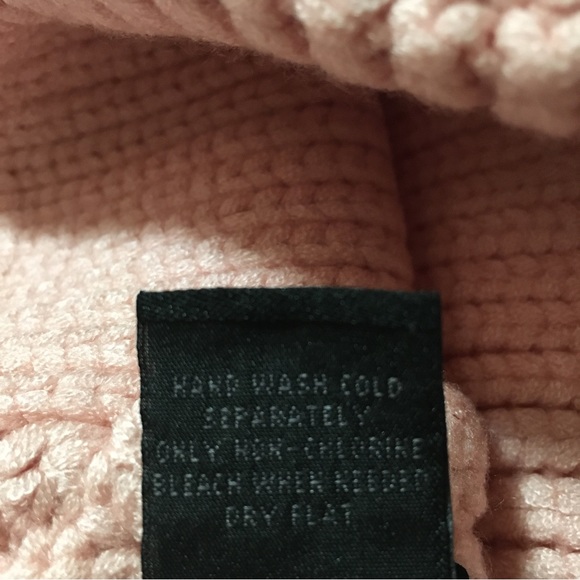 HAND WASH COLD
SEPARATELY
ONLY NON-CHLORINE
BLEACH WHEN NEEDED
DRY FLAT